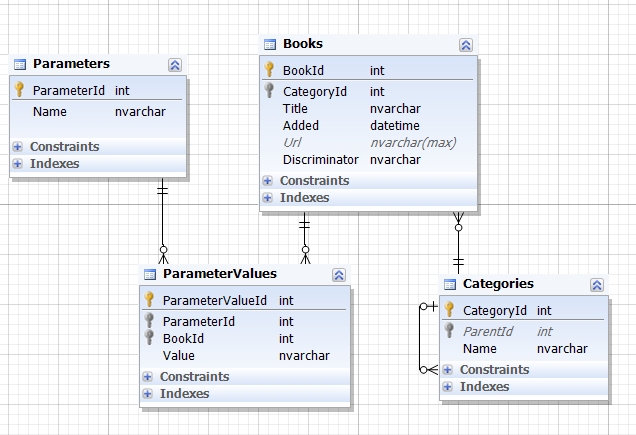 Parameters
ParameterId int
Name nvarchar
Constraints
Indexes
Books
BookId int
CategoryId int
Title nvarchar
Added datetime
Url nvarchar(max)
Discriminator nvarchar
Constraints
Indexes
ParameterValues
ParameterValueId int
ParameterId int
BookId int
Value nvarchar
Constraints
Indexes
Categories
CategoryId int
ParentId int
Name nvarchar
Constraints
Indexes